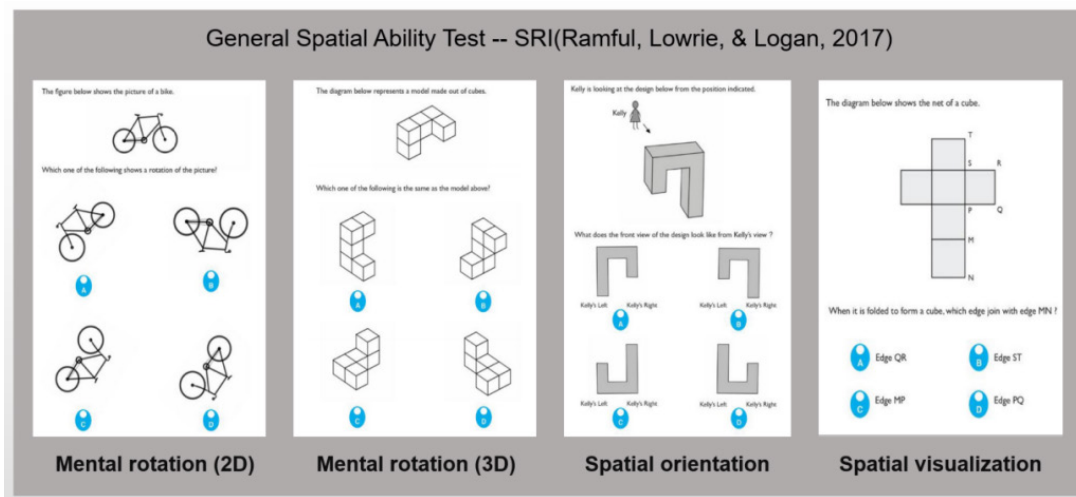 General Spatial Ability Test -- SRI(Ramful, Lowrie, & Logan, 2017)
The figure below shows the picture of a bike.
Which one of the following shows a rotation of the picture?
A
B
C
D
Mental rotation (2D)
The diagram below represents a model made out of cubes.
Which one of the following is the same as the model above?
A
B
C
D
Mental rotation (3D)
Kelly is looking at the design below from the position indicated.
Kelly
What does the front view of the design look like from Kelly's view ?
Kelly's Left Kelly's Right
A
Kelly's Left Kelly's Right
B
Kelly's Left Kelly's Right
C
Kelly's Left Kelly's Right
D
Spatial orientation
The diagram below shows the net of a cube.
T
S R
P Q
M
N
When it is folded to form a cube, which edge join with edge MN ?
A Edge QR
B Edge ST
C Edge MP
D Edge PQ
Spatial visualization